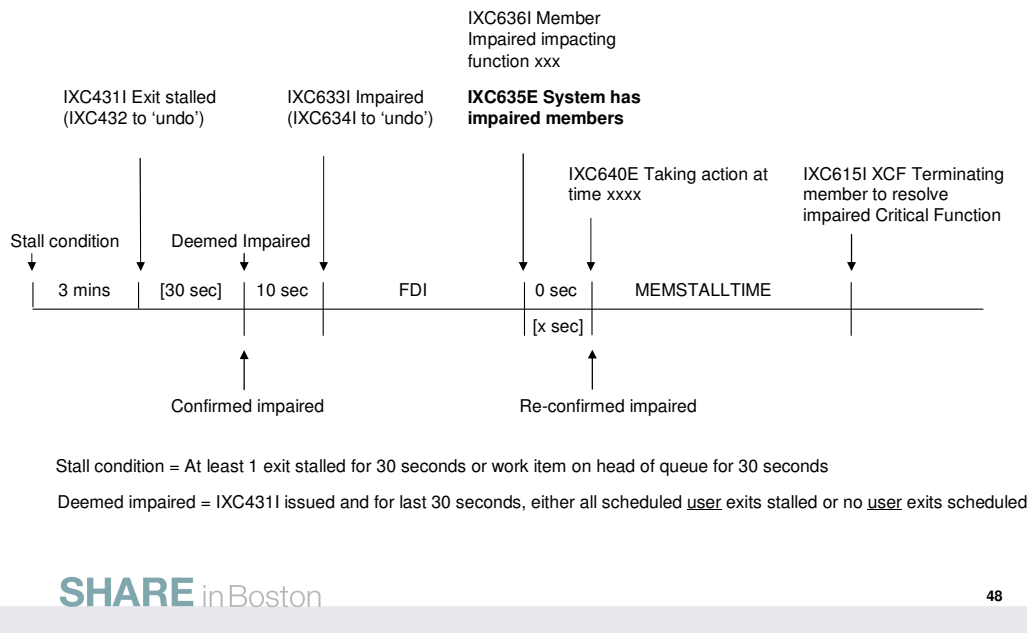 IXC636I Member
Impaired impacting
function xxx
IXC431I Exit stalled
(IXC432 to ‘undo’)
IXC633I Impaired
(IXC634I to ‘undo’)
IXC635E System has
impaired members
IXC640E Taking action at
time xxxx
IXC615I XCF Terminating
member to resolve
impaired Critical Function
Stall condition
Deemed Impaired
3 mins
[30 sec]
10 sec
FDI
0 sec
MEMSTALLTIME
[x sec]
Confirmed impaired
Re-confirmed impaired
Stall condition = At least 1 exit stalled for 30 seconds or work item on head of queue for 30 seconds
Deemed impaired = IXC431I issued and for last 30 seconds, either all scheduled user exits stalled or no user exits scheduled
SHARE in Boston
48